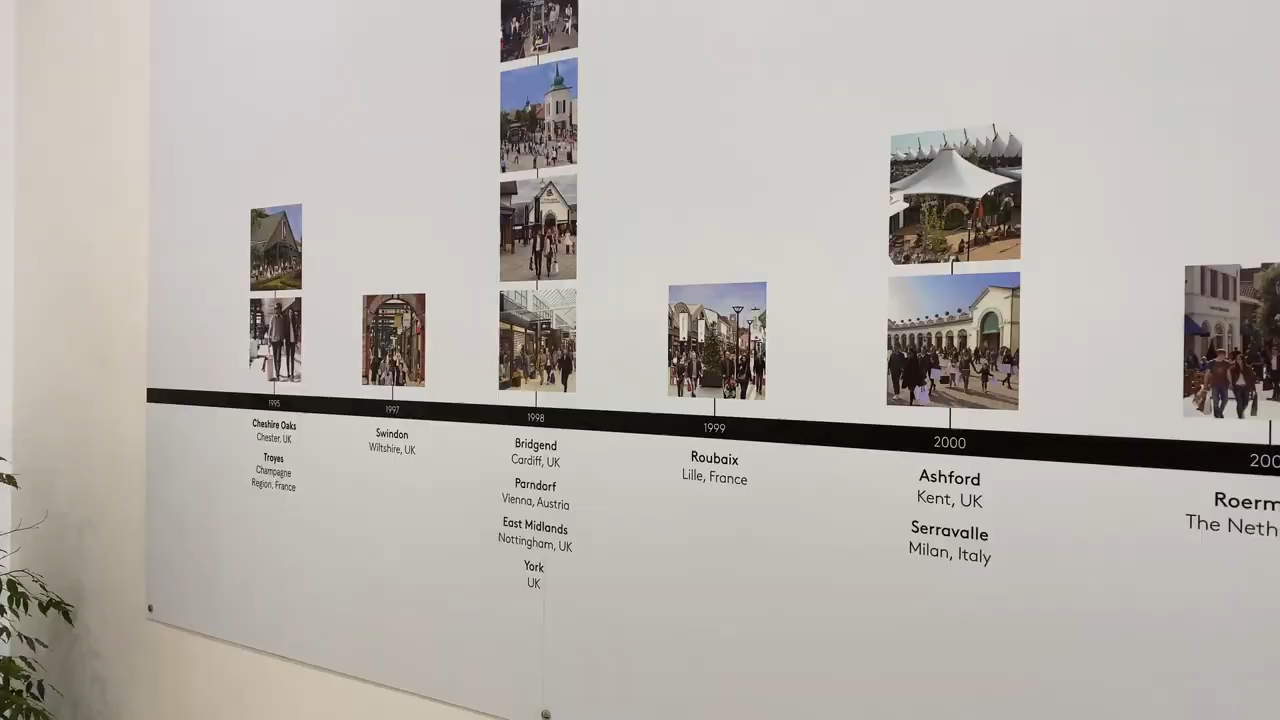 1995
Cheshire Oaks
Chester, UK
Troyes
Champagne
Region, France
1997
Swindon
Wiltshire, UK
1998
Bridgend
Cardiff, UK
Parndorf
Vienna, Austria
East Midlands
Nottingham, UK
York
UK
1999
Roubaix
Lille, France
2000
Ashford
Kent, UK
Serravalle
Milan, Italy
200
Roerm
The Neth